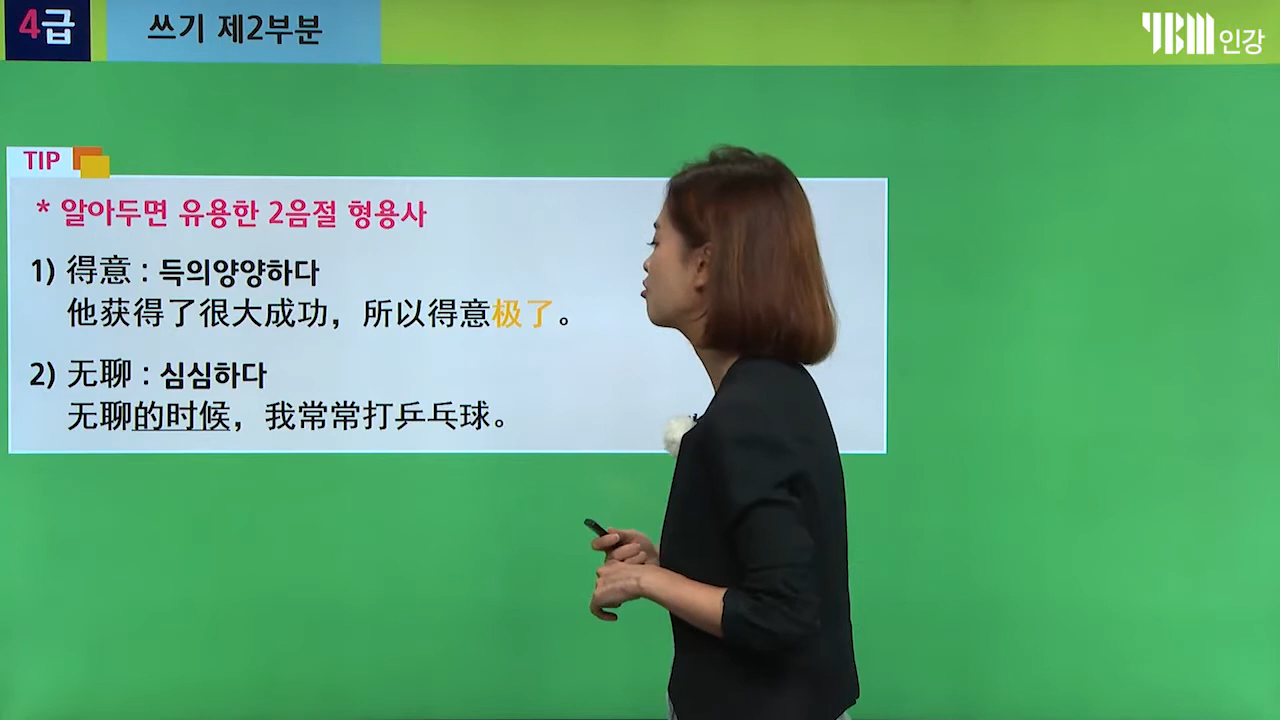 4급
쓰기 제2부분
YBM 인강
TIP
* 알아두면 유용한 2음절 형용사
1) 得意 : 득의양양하다
他获得了很大成功，所以得意极了。
2) 无聊 : 심심하다
无聊的时候，我常常打乒乓球。